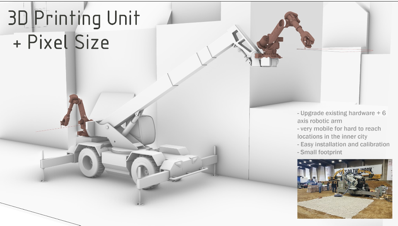 3D Printing Unit
+ Pixel Size
- Upgrade existing hardware + 6
axis robotic arm
- very mobile for hard to reach
locations in the inner city
- Easy installation and calibration
- Small footprint